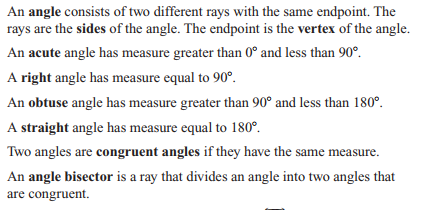 An angle consists of two different rays with the same endpoint. The
rays are the sides of the angle. The endpoint is the vertex of the angle.
An acute angle has measure greater than 0° and less than 90°.
A right angle has measure equal to 90°.
An obtuse angle has measure greater than 90° and less than 180°.
A straight angle has measure equal to 180°.
Two angles are congruent angles if they have the same measure.
An angle bisector is a ray that divides an angle into two angles that
are congruent.